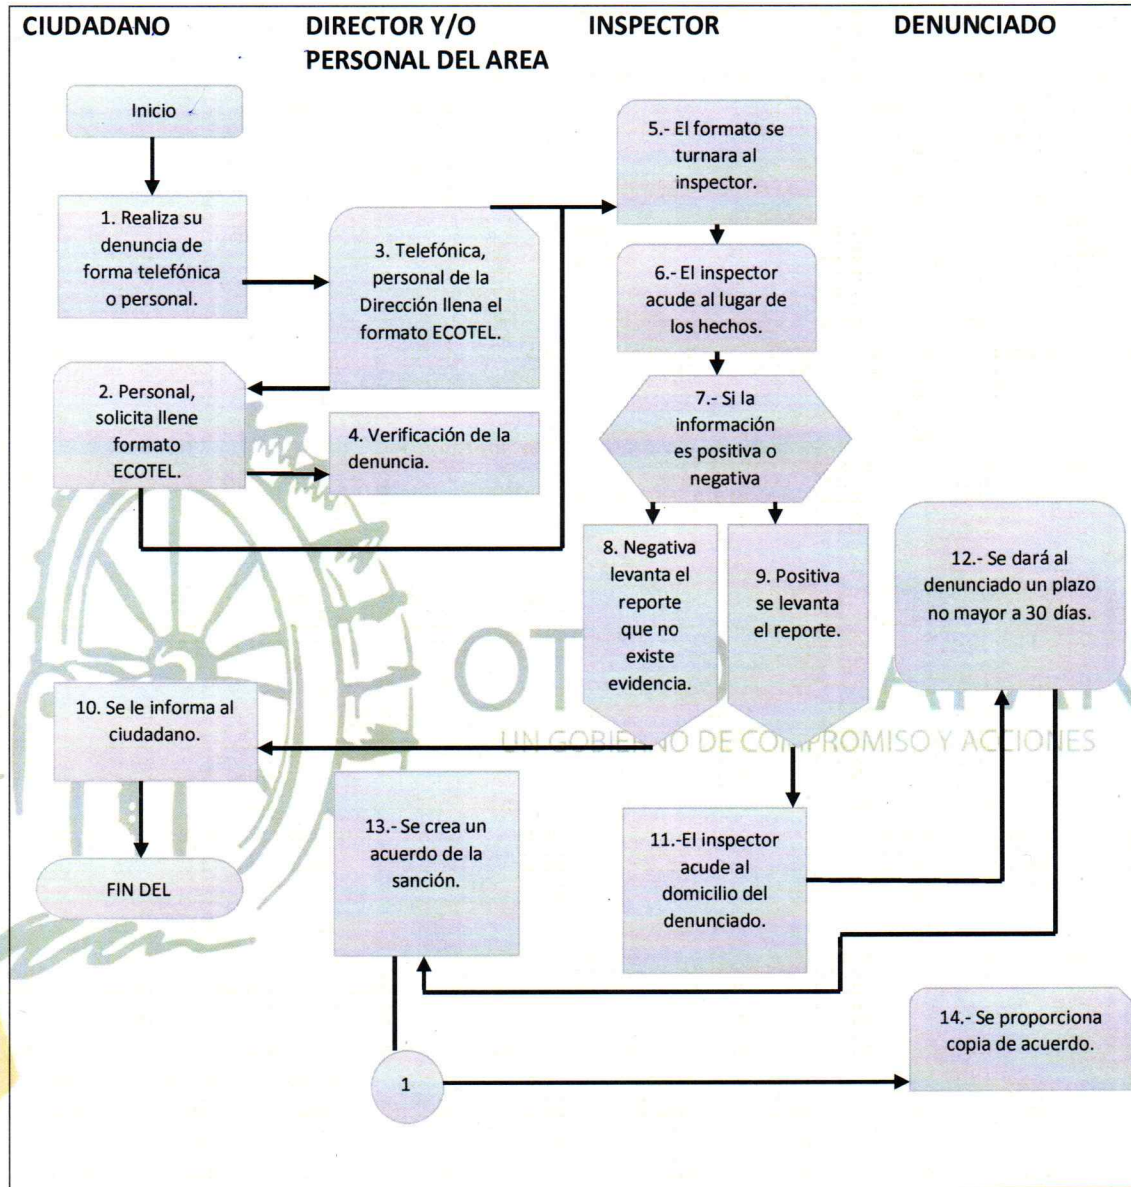 CIUDADANO
DIRECTOR Y/O
PERSONAL DEL AREA
INSPECTOR
DENUNCIADO
Inicio
1. Realiza su
denuncia de
forma telefónica
o personal.
2. Personal,
solicita llene
formato
ECOTEL.
3. Telefónica,
personal de la
Dirección llena el
formato ECOTEL.
4. Verificación de la
denuncia.
5.- El formato se
turnara al
inspector.
6.- El inspector
acude al lugar de
los hechos.
7.- Si la
información
es positiva o
negativa
8. Negativa
levanta el
reporte
que no
existe
evidencia.
9. Positiva
se levanta
el reporte.
10. Se le informa al
ciudadano.
FIN DEL
11.-El inspector
acude al
domicilio del
denunciado.
12.- Se dará al
denunciado un plazo
no mayor a 30 días.
13.- Se crea un
acuerdo de la
sanción.
1
14.- Se proporciona
copia de acuerdo.
UN GOBIERNO DE COMPROMISO Y ACCIONES